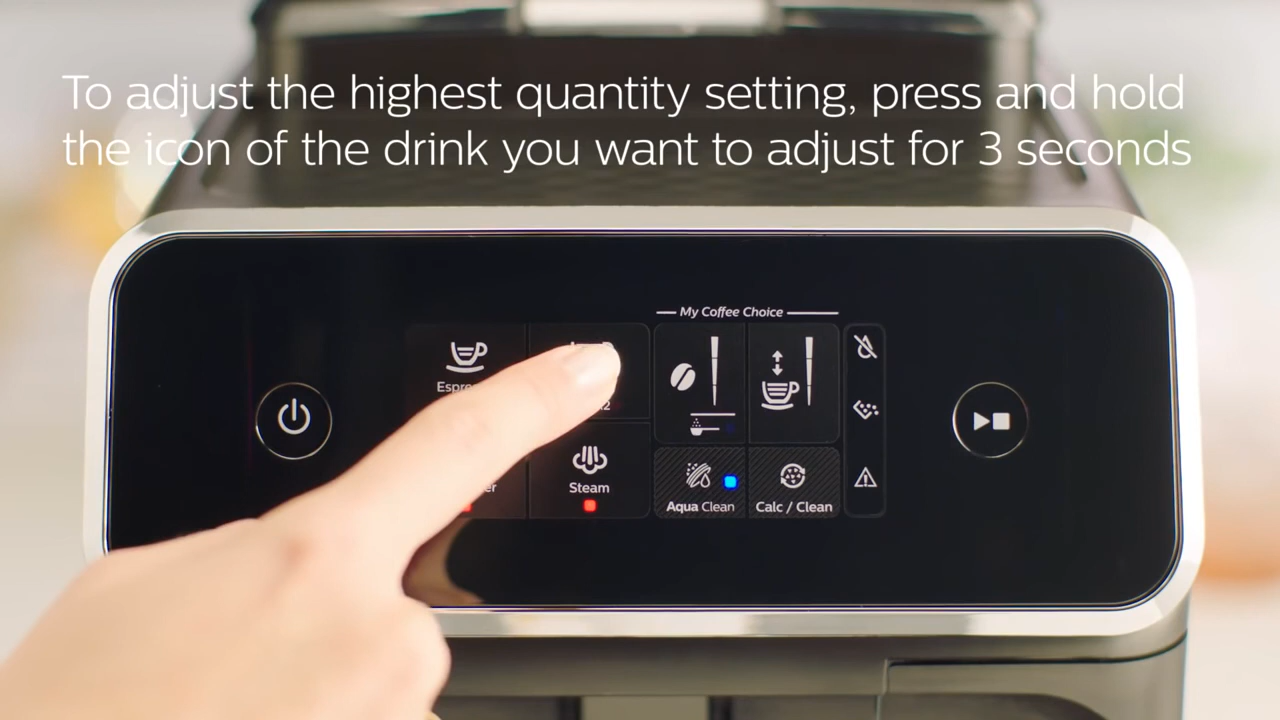 To adjust the highest quantity setting, press and hold
the icon of the drink you want to adjust for 3 seconds
My Coffee Choice
Steam
Aqua Clean
Calc / Clean